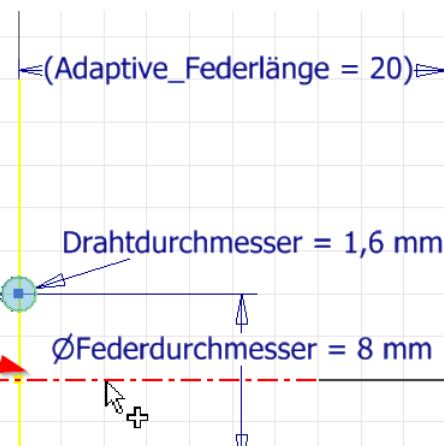 (Adaptive_Federlänge = 20)
Drahtdurchmesser = 1,6 mm
ØFederdurchmesser = 8 mm